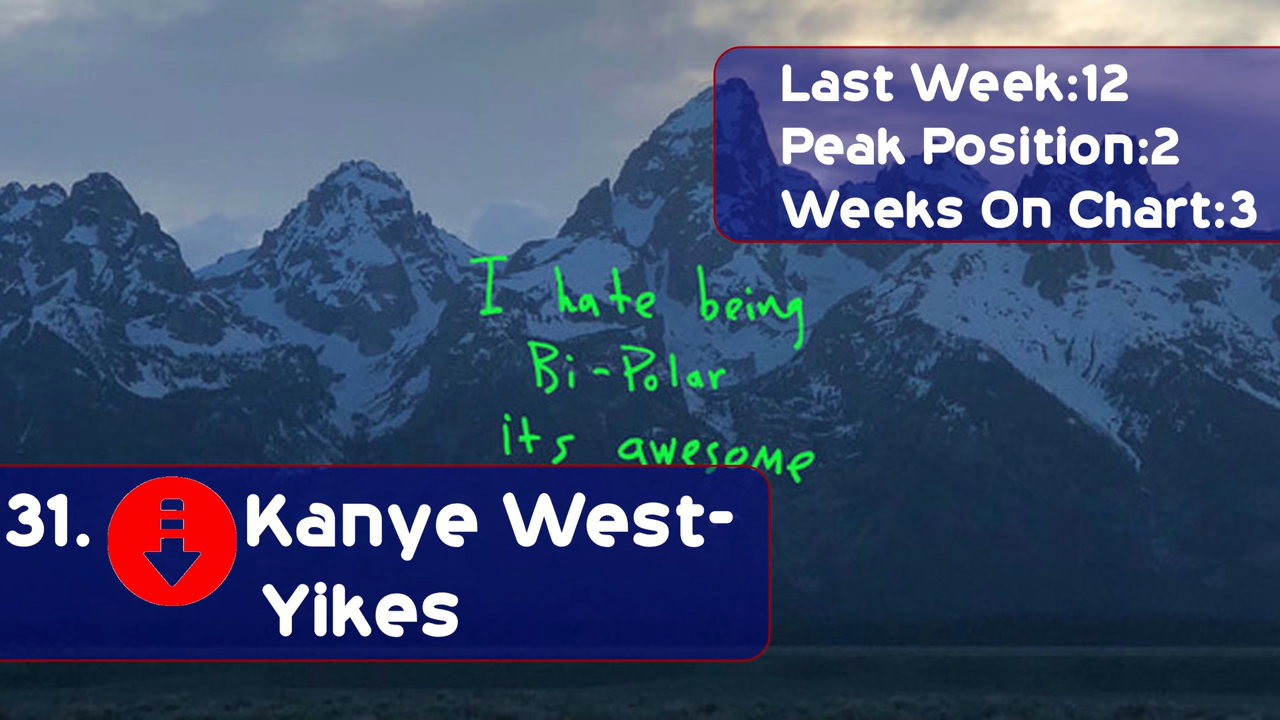 Last Week:12
Peak Position:2
Weeks On Chart:3
I hate being
Bi-Polar
its awesome
31. Kanye West-
Yikes